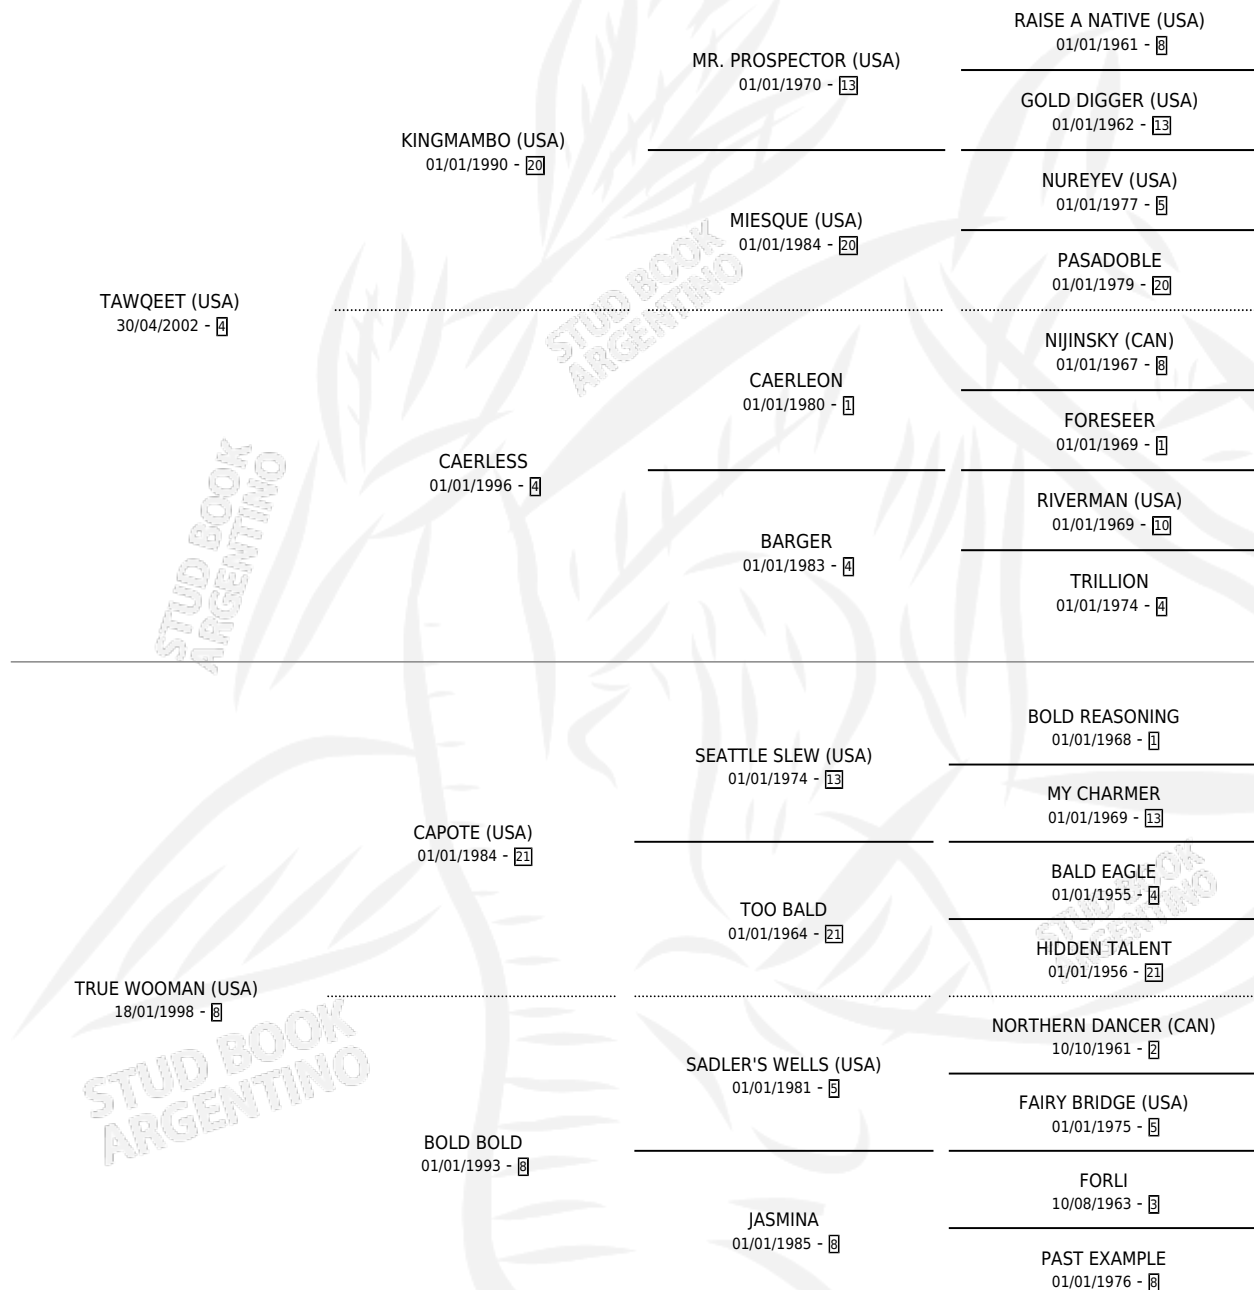 RAISE A NATIVE (USA)
01/01/1961 - 8
MR. PROSPECTOR (USA)
01/01/1970 - 13
GOLD DIGGER (USA)
01/01/1962 - 13
KINGMAMBO (USA)
01/01/1990 - 20
NUREYEV (USA)
01/01/1977 - 5
MIESQUE (USA)
01/01/1984 - 20
PASADOBLE
01/01/1979 - 20
TAWQEET (USA)
30/04/2002 - 4
NIJINSKY (CAN)
01/01/1967 - 8
CAERLEON
01/01/1980 - 1
FORESEER
01/01/1969 - 1
CAERLESS
01/01/1996 - 4
RIVERMAN (USA)
01/01/1969 - 10
BARGER
01/01/1983 - 4
TRILLION
01/01/1974 - 4
BOLD REASONING
01/01/1968 - 1
SEATTLE SLEW (USA)
01/01/1974 - 13
MY CHARMER
01/01/1969 - 13
CAPOTE (USA)
01/01/1984 - 21
BALD EAGLE
01/01/1955 - 4
TOO BALD
01/01/1964 - 21
HIDDEN TALENT
01/01/1956 - 21
TRUE WOOMAN (USA)
18/01/1998 - 8
NORTHERN DANCER (CAN)
10/10/1961 - 2
SADLER'S WELLS (USA)
01/01/1981 - 5
FAIRY BRIDGE (USA)
01/01/1975 - 5
BOLD BOLD
01/01/1993 - 8
FORLI
10/08/1963 - 3
JASMINA
01/01/1985 - 8
PAST EXAMPLE
01/01/1976 - 8
STUD BOOK
ARGENTINO
STUD BOOK
ARGENTINO
STUD BOOK
ARGENTINO
STUD BOOK
ARGENTINO